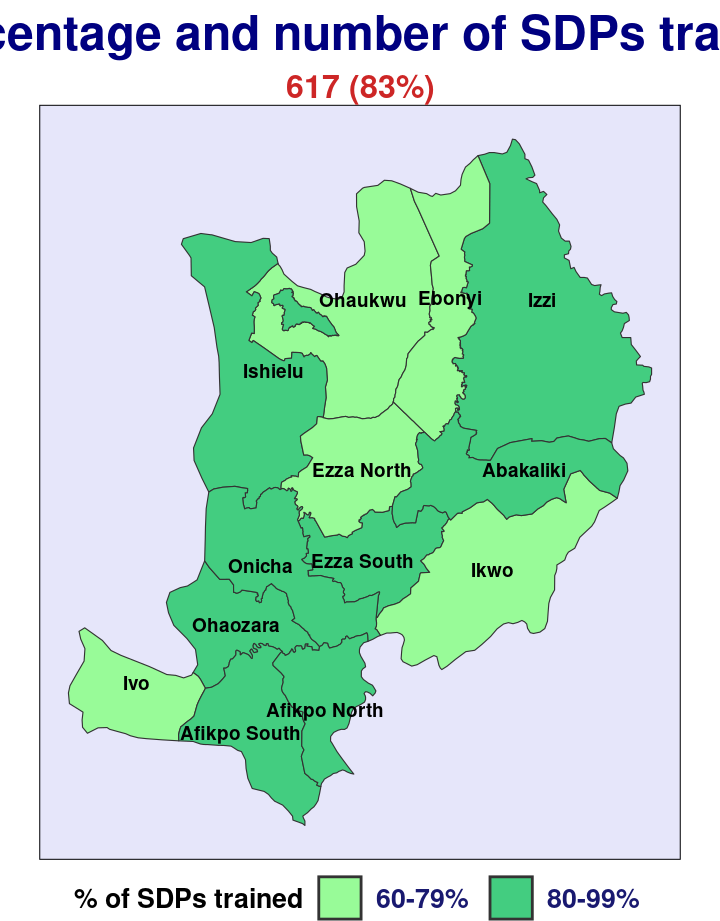 centage and number of SDPs tra
617 (83%)
Ohaukwu
Ebonyi
Izzi
Ishielu
Ezza North
Abakaliki
Onicha
Ezza South
Ikwo
Ohaozara
Ivo
Afikpo North
Afikpo South
% of SDPs trained
60-79%
80-99%